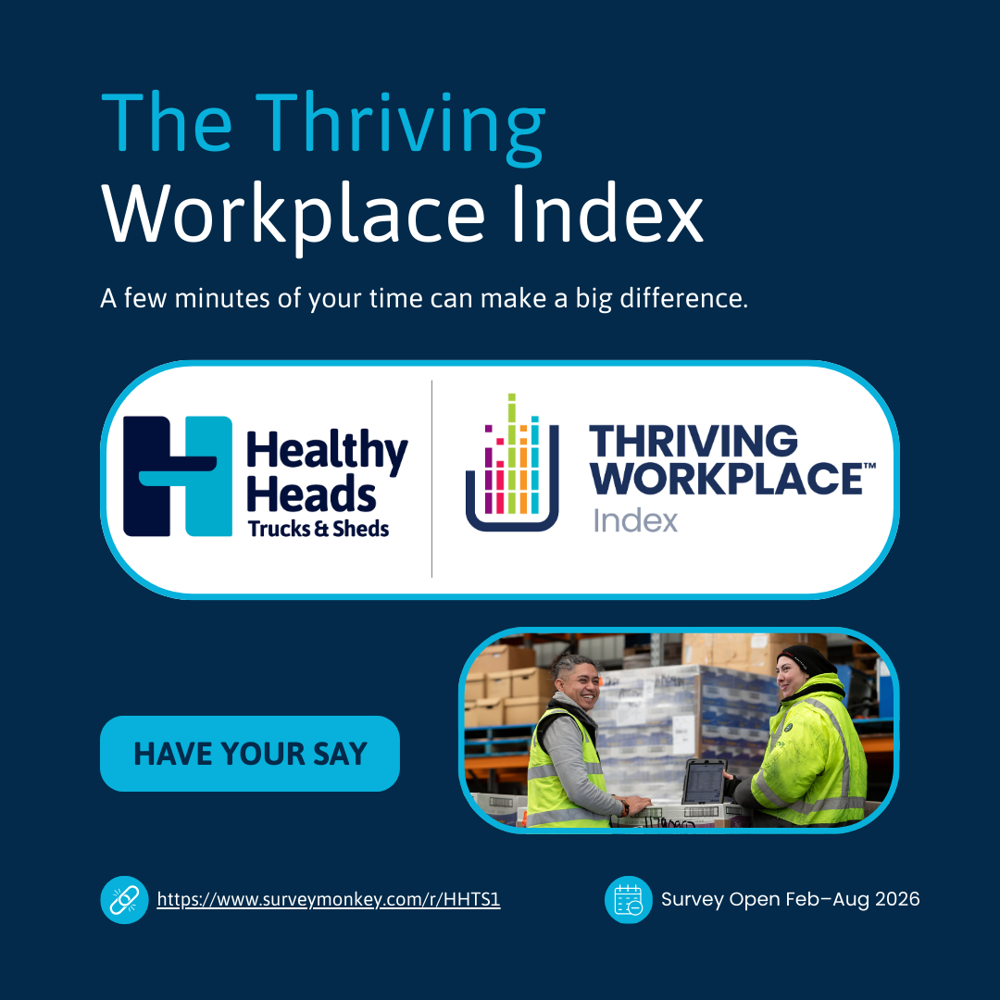 The Thriving
Workplace Index
A few minutes of your time can make a big difference.
Healthy
Heads
Trucks & Sheds
THRIVING
WORKPLACE™
Index
HAVE YOUR SAY
https://www.surveymonkey.com/r/HHTS1
Survey Open Feb–Aug 2026